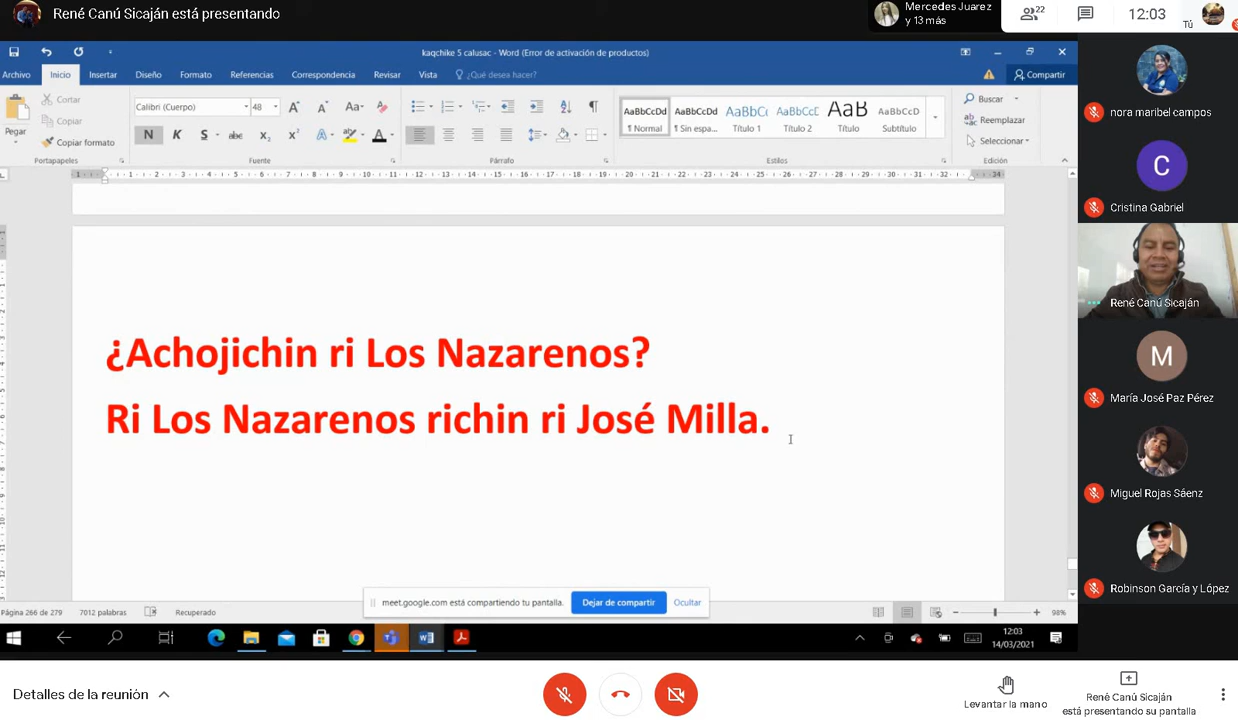 René Canú Sicaján está presentando
Mercedes Juarez
y 13 más
22
12:03
Tú
kaqchike 5 calusac - Word (Error de activación de productos)
Archivo Inicio Insertar Diseño Formato Referencias Correspondencia Revisar Vista ¿Qué desea hacer? Compartir
Pegar
Cortar
Copiar
Copiar formato
Portapapeles
Calibri (Cuerpo) 48
N K S abc x₂ x²
Fuente
Párrafo
AaBbCcDd AaBbCcDd AaBbC AaBbCcC AaB AaBbCcC
¶ Normal ¶ Sin espa... Título 1 Título 2 Título Subtítulo
Estilos
Buscar
Reemplazar
Seleccionar
Edición
¿Achojichin ri Los Nazarenos?
Ri Los Nazarenos richin ri José Milla.
meet.google.com está compartiendo tu pantalla. Dejar de compartir Ocultar
Página 266 de 279 7012 palabras Recuperado 98%
12:03
14/03/2021
nora maribel campos
C
Cristina Gabriel
René Canú Sicaján
M
María José Paz Pérez
Miguel Rojas Sáenz
Robinson García y López
Detalles de la reunión
Levantar la mano
René Canú Sicaján
está presentando su pantalla